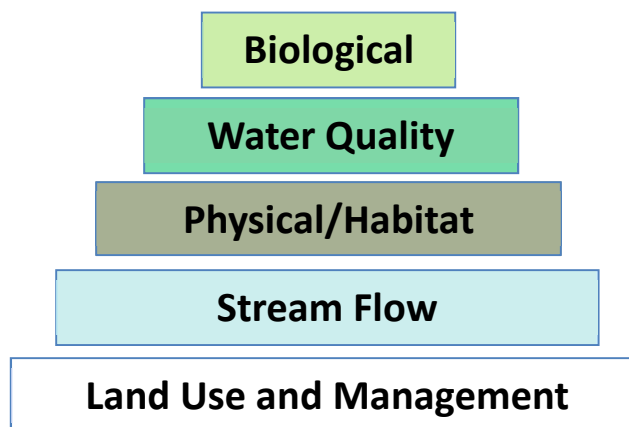 Biological
Water Quality
Physical/Habitat
Stream Flow
Land Use and Management